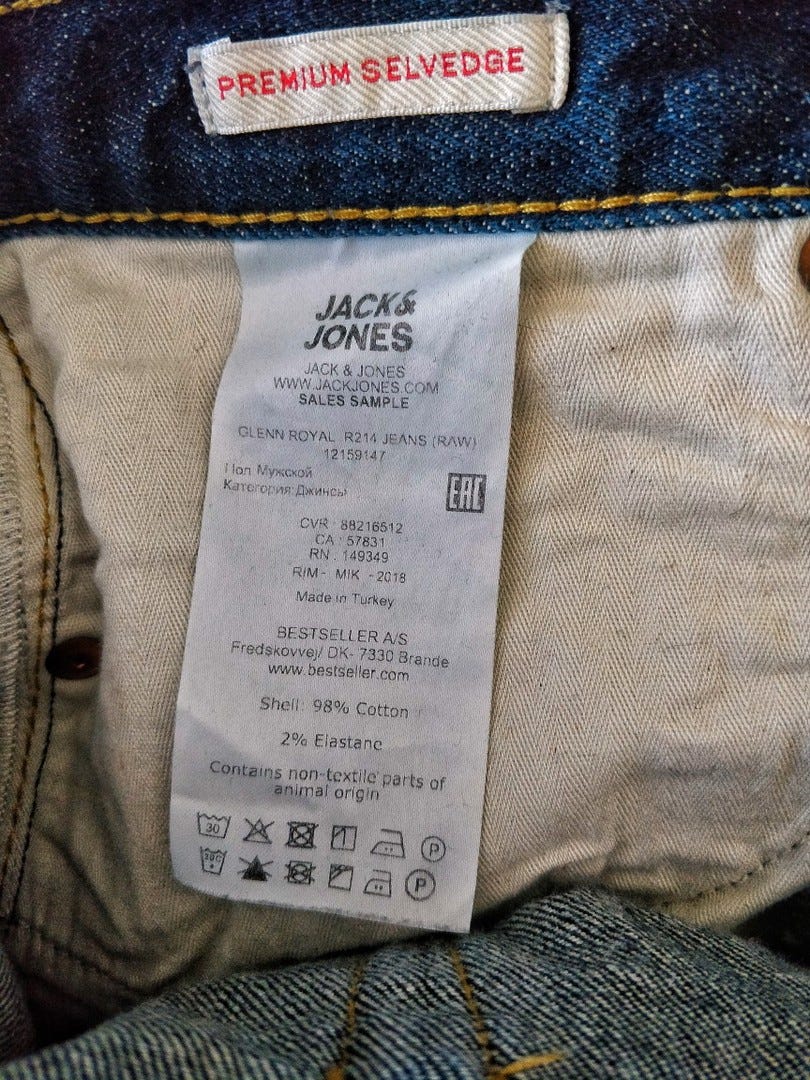 PREMIUM SELVEDGE
JACK&
JONES
JACK & JONES
WWW.JACKJONES.COM
SALES SAMPLE
GLENN ROYAL R214 JEANS (RAW)
12159147
Пол Мужской
Категория: Джинсы
EAC
CVR : 88216512
CA : 57831
RN : 149349
RIM - MIK - 2018
Made in Turkey
BESTSELLER A/S
Fredskovvej/ DK- 7330 Brande
www.bestseller.com
Shell: 98% Cotton
2% Elastane
Contains non-textile parts of
animal origin
30 P
30C P